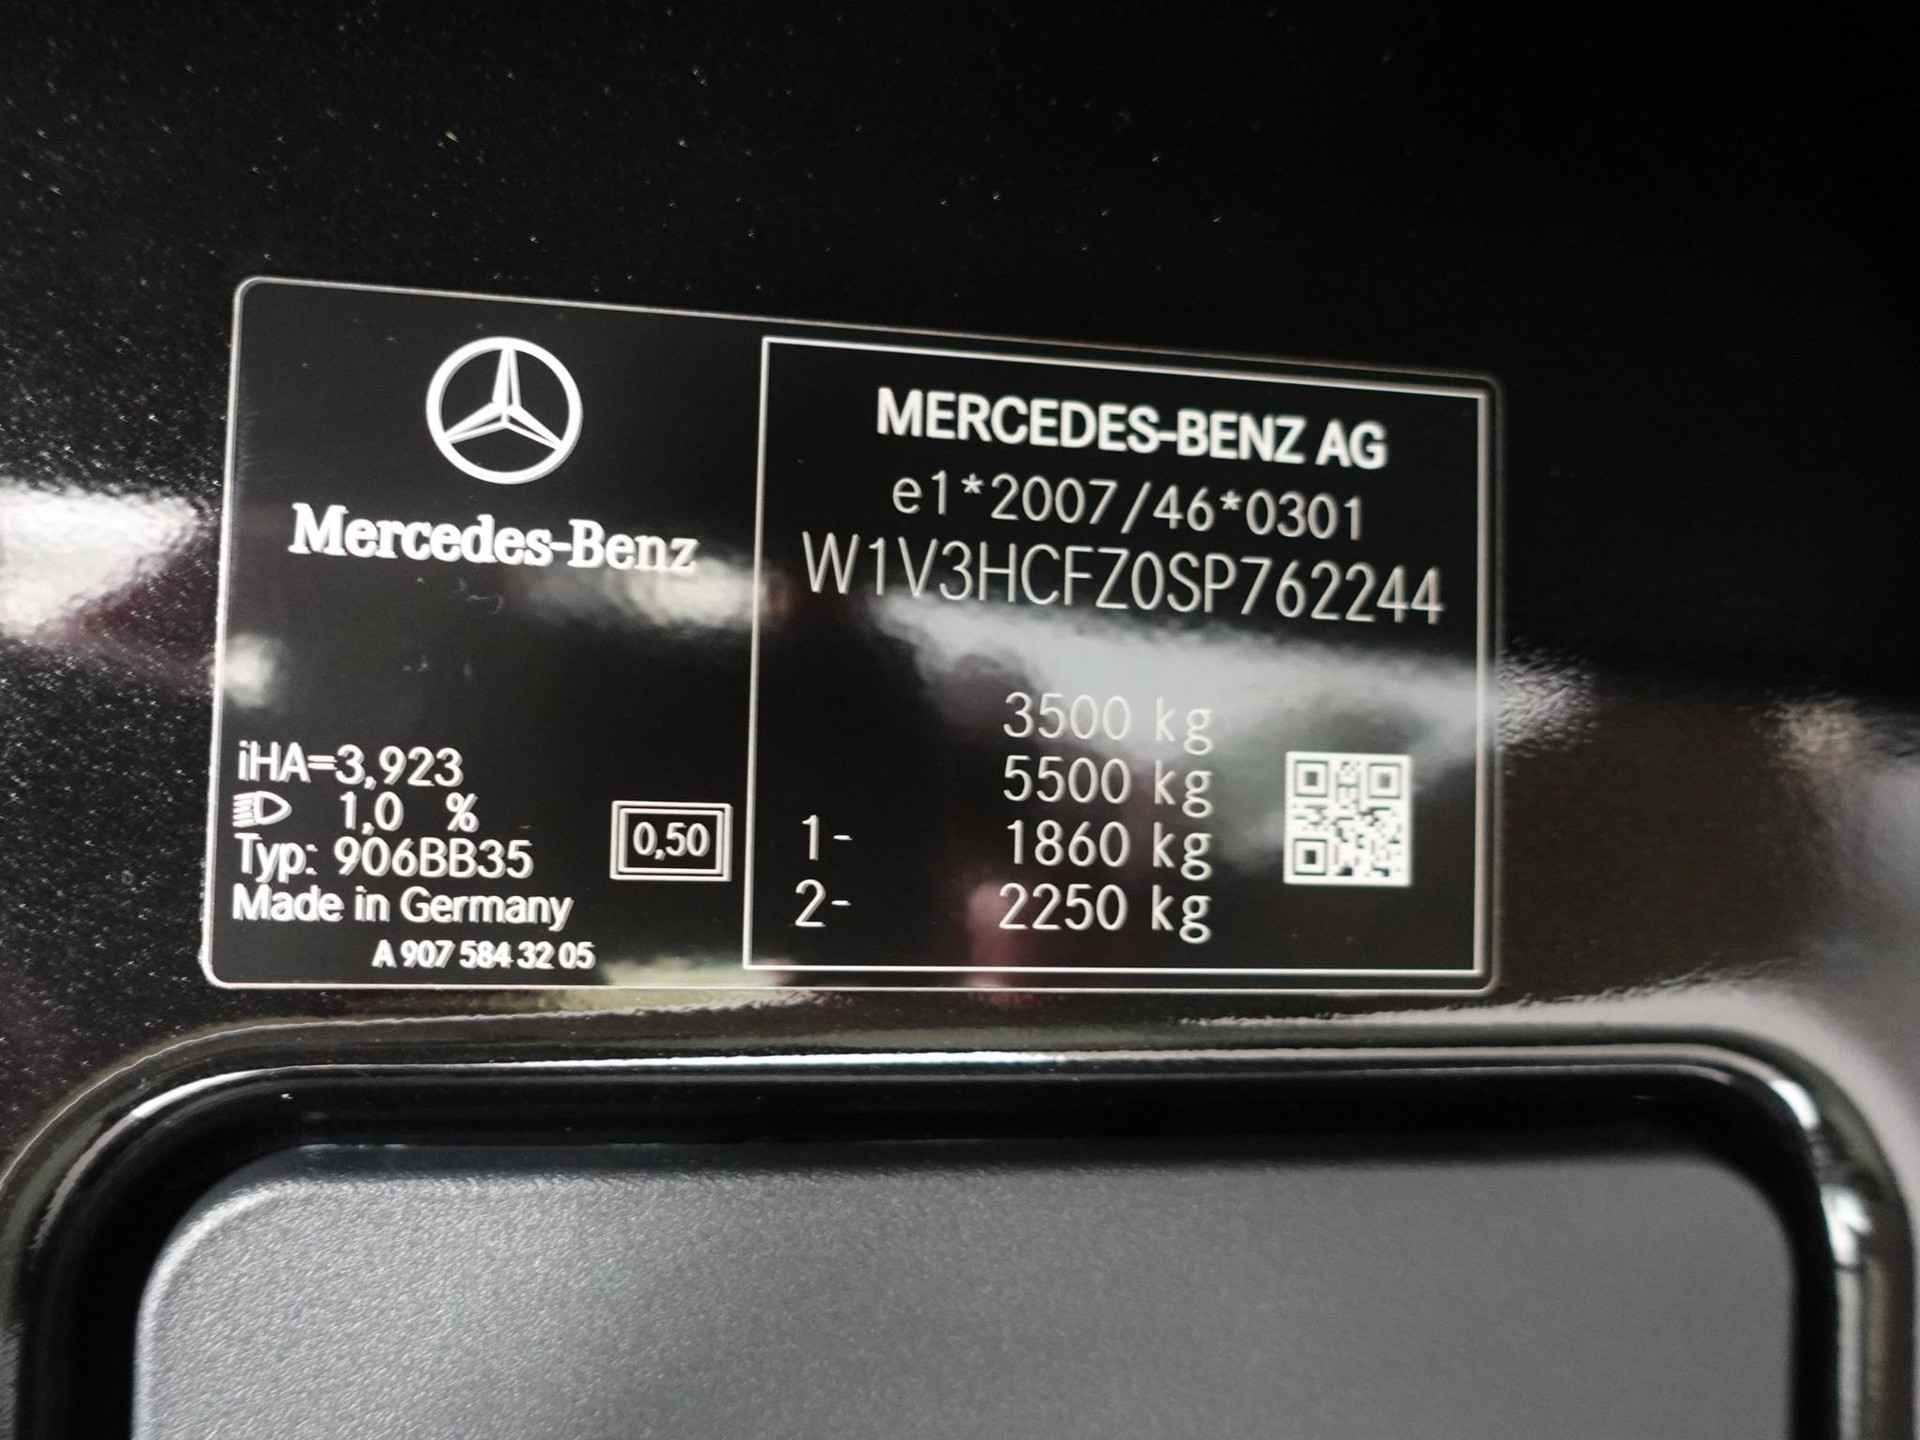 Mercedes-Benz
iHA=3,923
1,0 %
Typ: 906BB35
Made in Germany
A 907 584 32 05
0,50
MERCEDES-BENZ AG
e1*2007/46*0301
W1V3HCFZ0SP762244
3500 kg
5500 kg
1- 1860 kg
2- 2250 kg